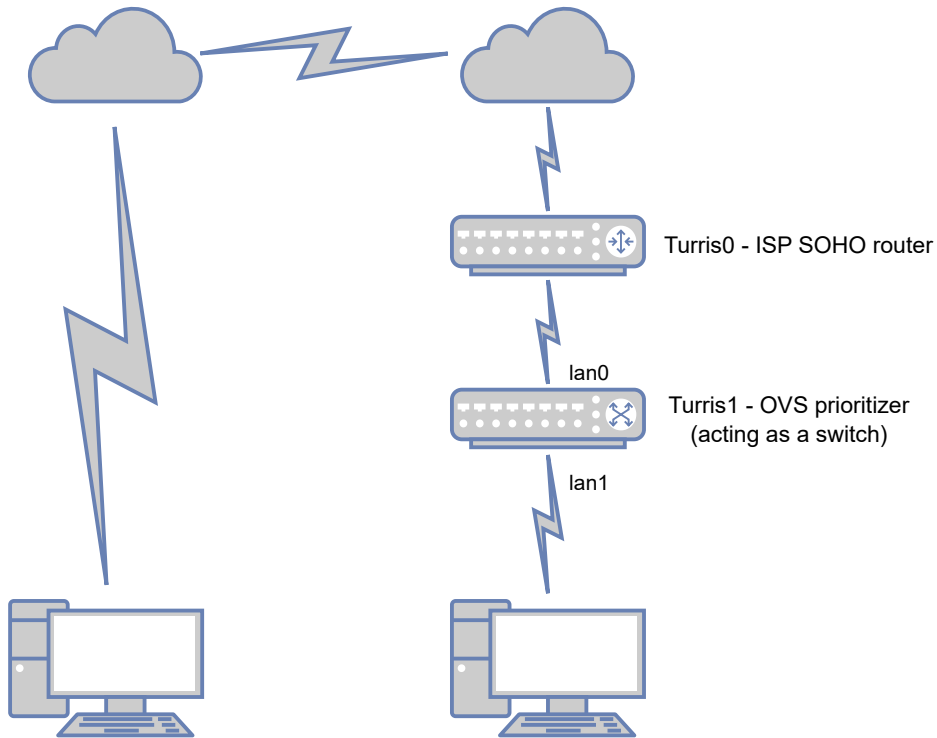 Turris0 - ISP SOHO router
lan0
Turris1 - OVS prioritizer
(acting as a switch)
lan1